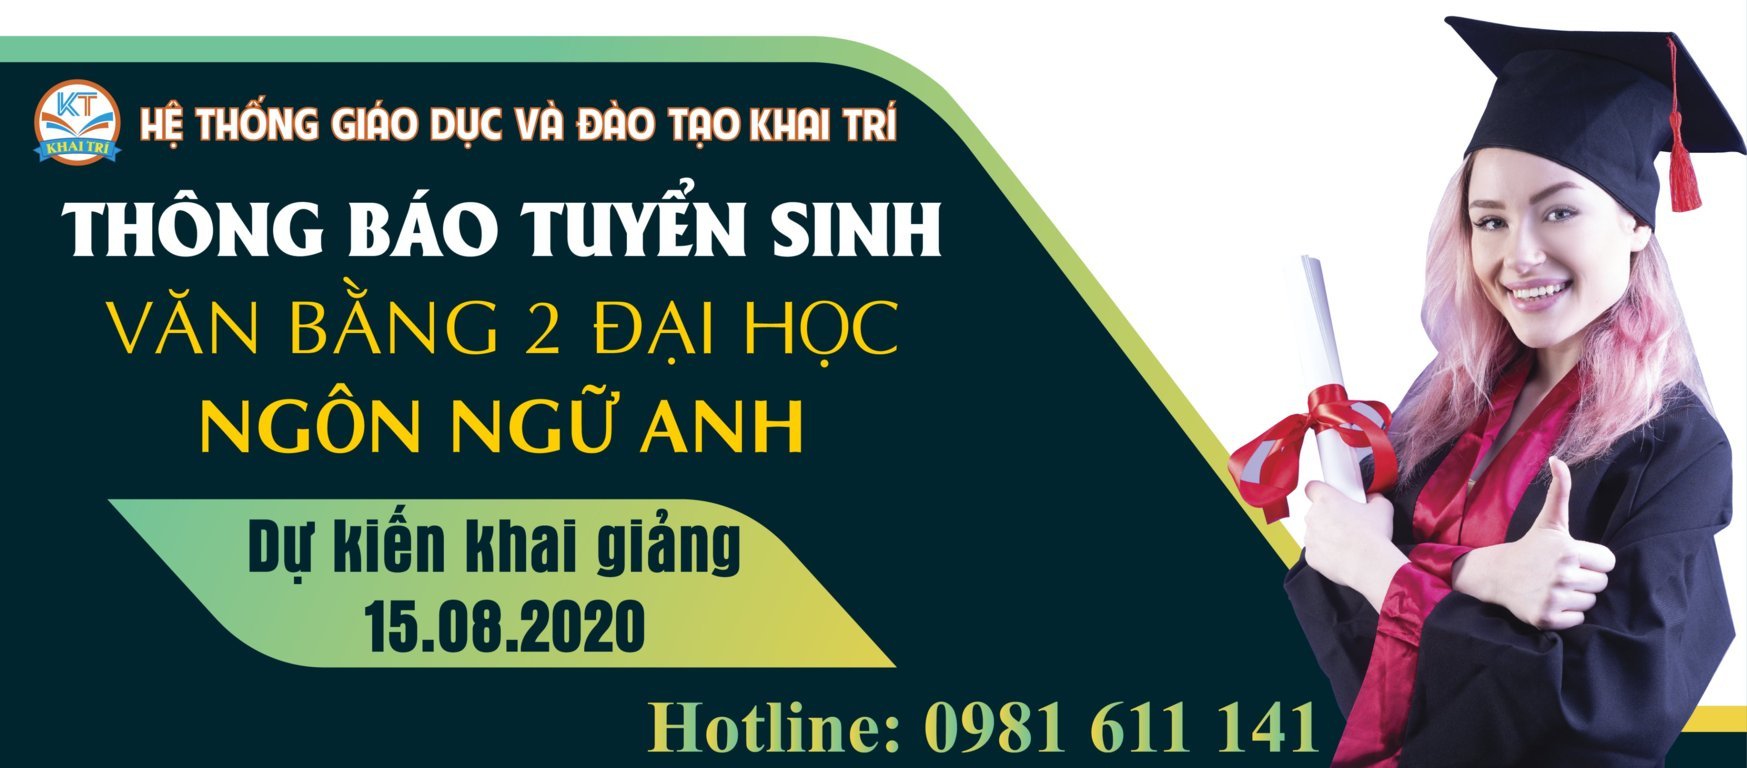 KT
KHAI TRÍ
HỆ THỐNG GIÁO DỤC VÀ ĐÀO TẠO KHAI TRÍ
THÔNG BÁO TUYỂN SINH
VĂN BẰNG 2 ĐẠI HỌC
NGÔN NGỮ ANH
Dự kiến khai giảng
15.08.2020
Hotline: 0981 611 141